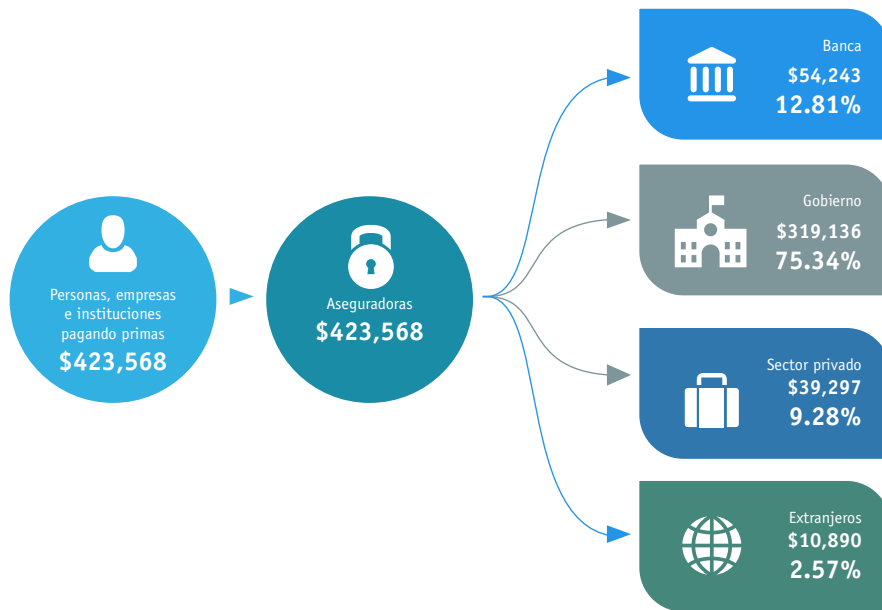 Personas, empresas
e instituciones
pagando primas
$423,568
Aseguradoras
$423,568
Banca
$54,243
12.81%
Gobierno
$319,136
75.34%
Sector privado
$39,297
9.28%
Extranjeros
$10,890
2.57%